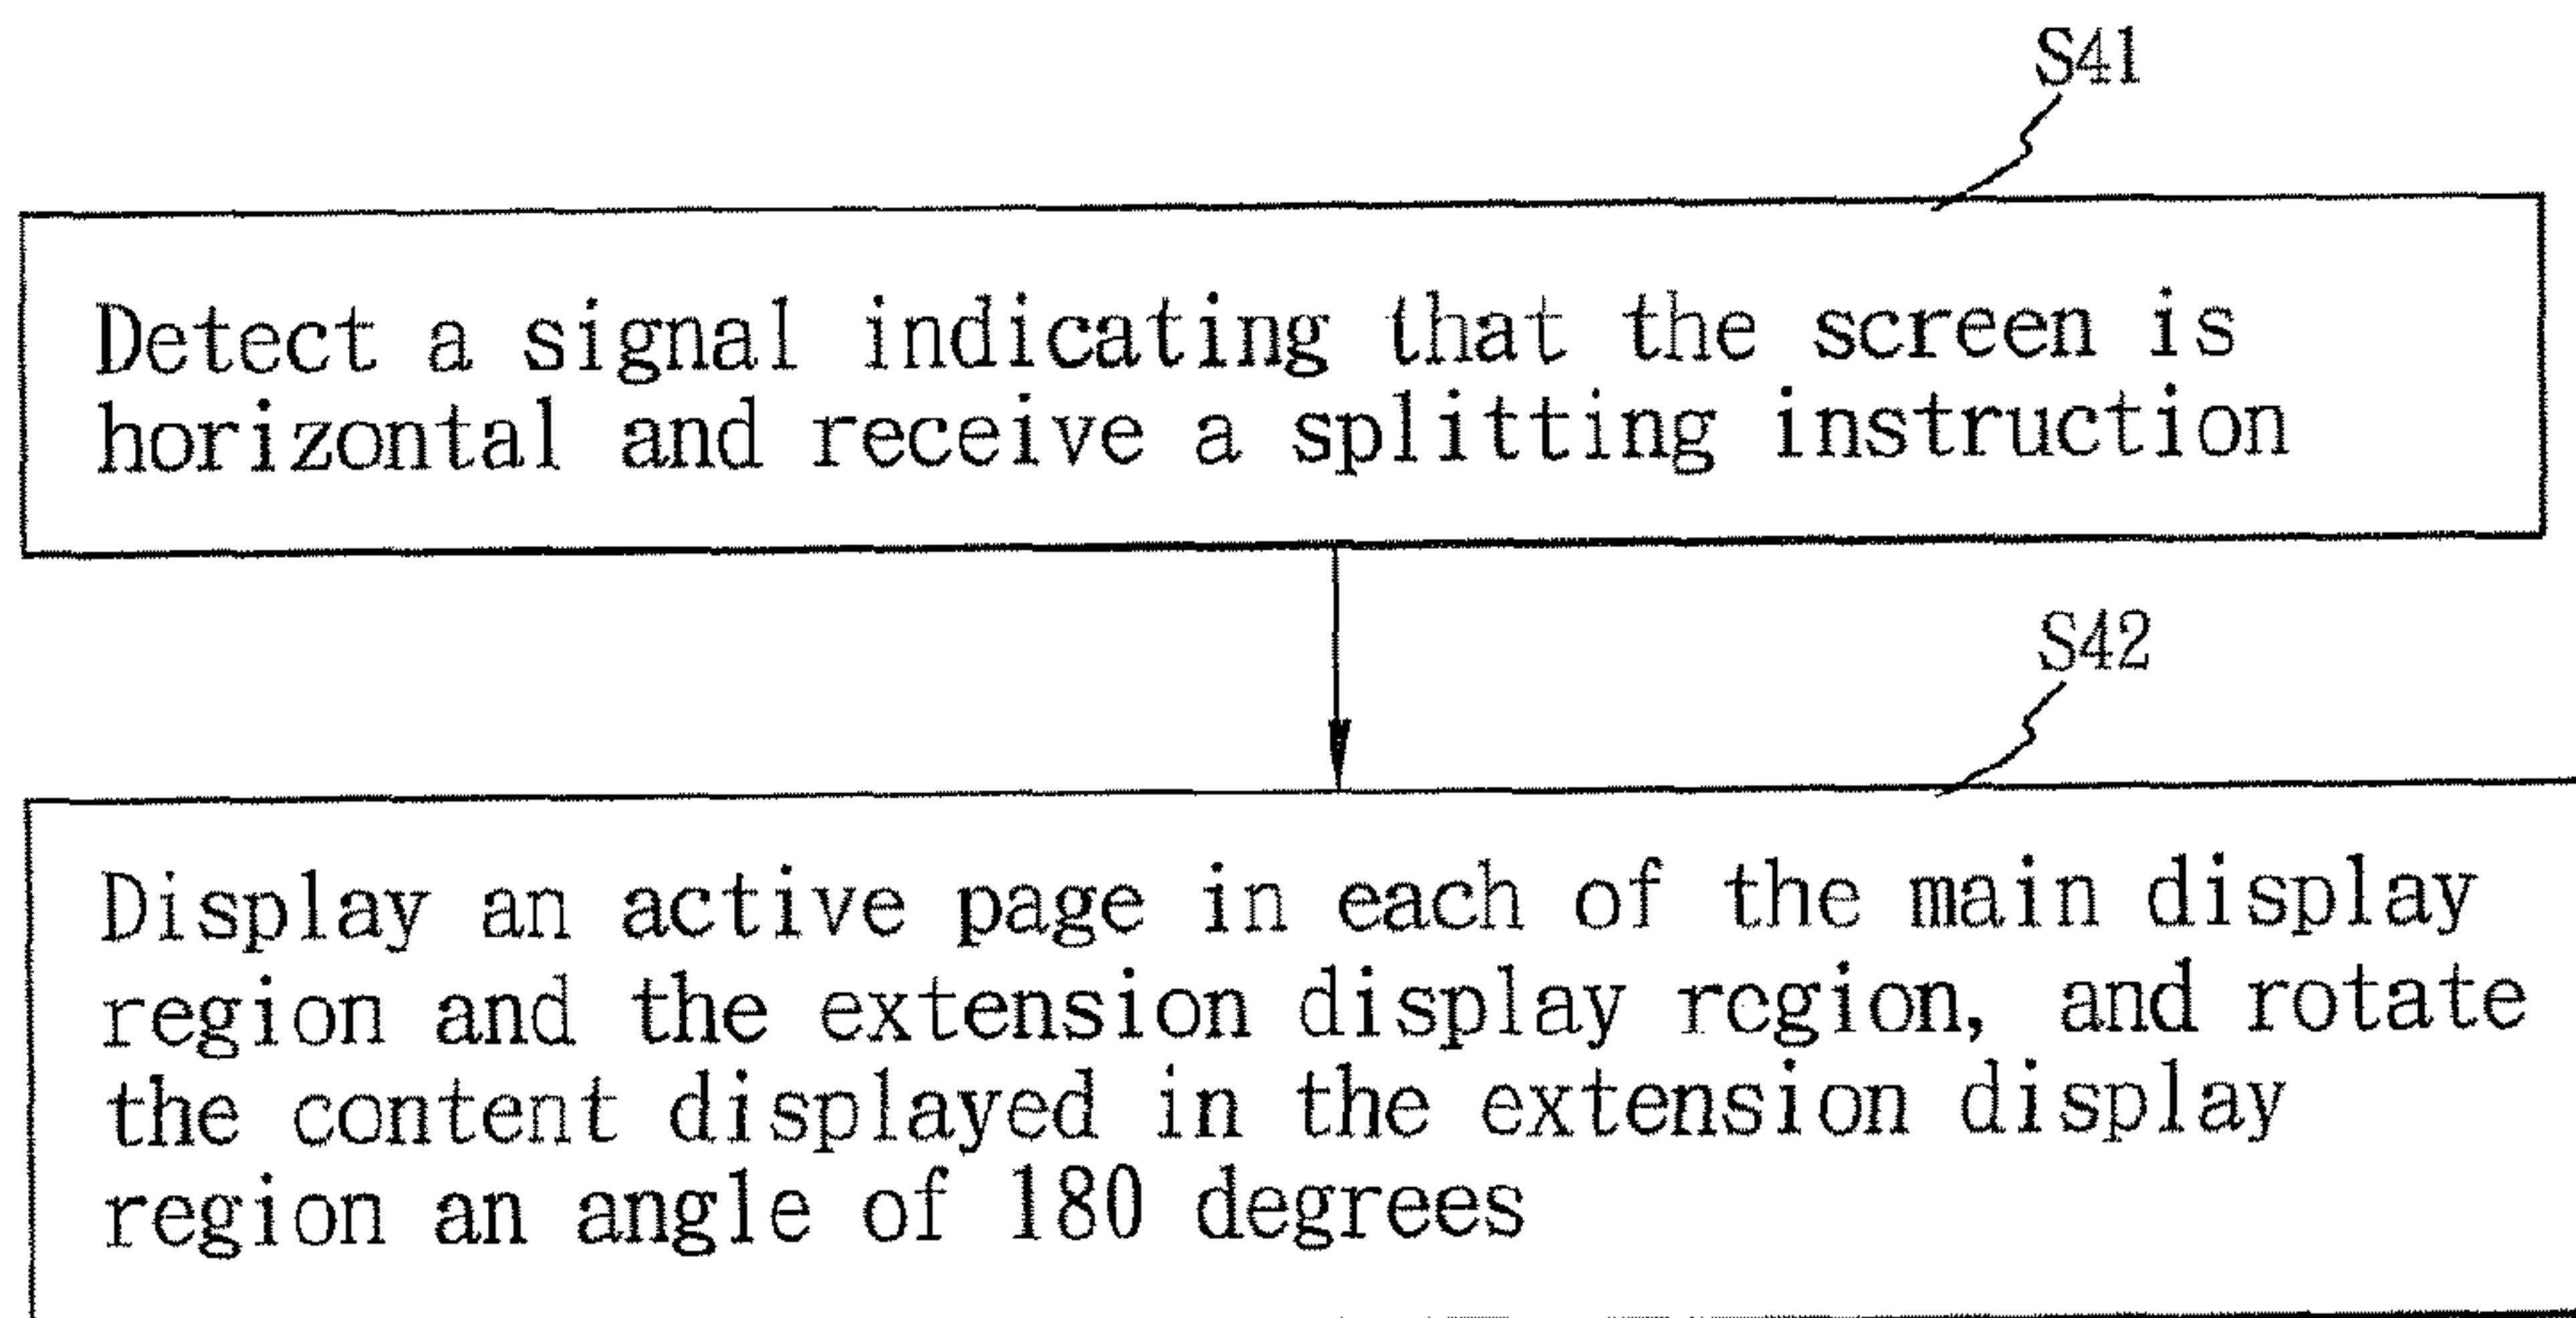 S41
Detect a signal indicating that the screen is
horizontal and receive a splitting instruction
S42
Display an active page in each of the main display
region and the extension display region, and rotate
the content displayed in the extension display
region an angle of 180 degrees